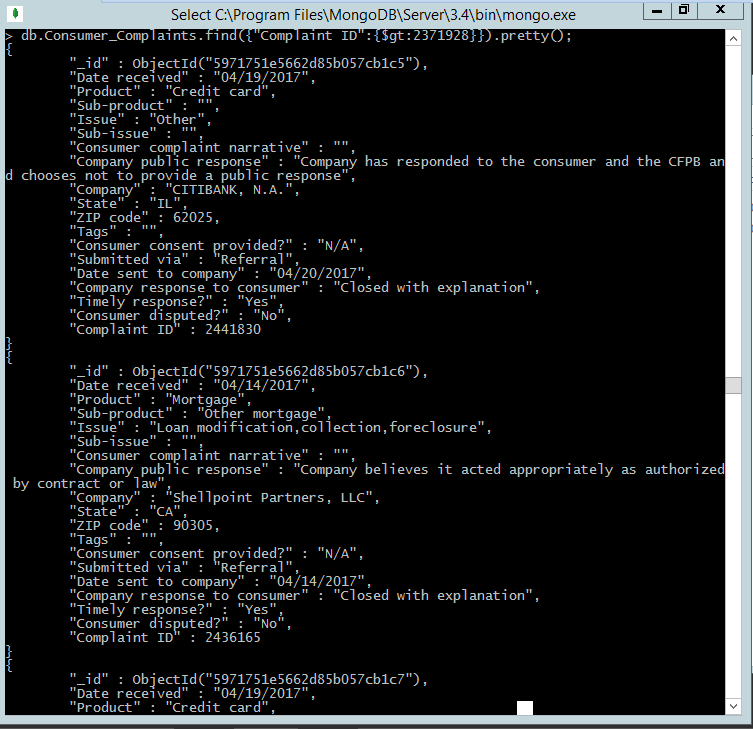 Select C:\Program Files\MongoDB\Server\3.4\bin\mongo.exe
> db.Consumer_Complaints.find({"Complaint ID":{$gt:2371928}}).pretty();
{
"_id" : ObjectId("5971751e5662d85b057cb1c5"),
"Date received" : "04/19/2017",
"Product" : "Credit card",
"Sub-product" : "",
"Issue" : "Other",
"Sub-issue" : "",
"Consumer complaint narrative" : "",
"Company public response" : "Company has responded to the consumer and the CFPB an
d chooses not to provide a public response",
"Company" : "CITIBANK, N.A.",
"State" : "IL",
"ZIP code" : 62025,
"Tags" : "",
"Consumer consent provided?" : "N/A",
"Submitted via" : "Referral",
"Date sent to company" : "04/20/2017",
"Company response to consumer" : "Closed with explanation",
"Timely response?" : "Yes",
"Consumer disputed?" : "No",
"Complaint ID" : 2441830
}
{
"_id" : ObjectId("5971751e5662d85b057cb1c6"),
"Date received" : "04/14/2017",
"Product" : "Mortgage",
"Sub-product" : "Other mortgage",
"Issue" : "Loan modification,collection,foreclosure",
"Sub-issue" : "",
"Consumer complaint narrative" : "",
"Company public response" : "Company believes it acted appropriately as authorized
by contract or law",
"Company" : "Shellpoint Partners, LLC",
"State" : "CA",
"ZIP code" : 90305,
"Tags" : "",
"Consumer consent provided?" : "N/A",
"Submitted via" : "Referral",
"Date sent to company" : "04/14/2017",
"Company response to consumer" : "Closed with explanation",
"Timely response?" : "Yes",
"Consumer disputed?" : "No",
"Complaint ID" : 2436165
}
{
"_id" : ObjectId("5971751e5662d85b057cb1c7"),
"Date received" : "04/19/2017",
"Product" : "Credit card",